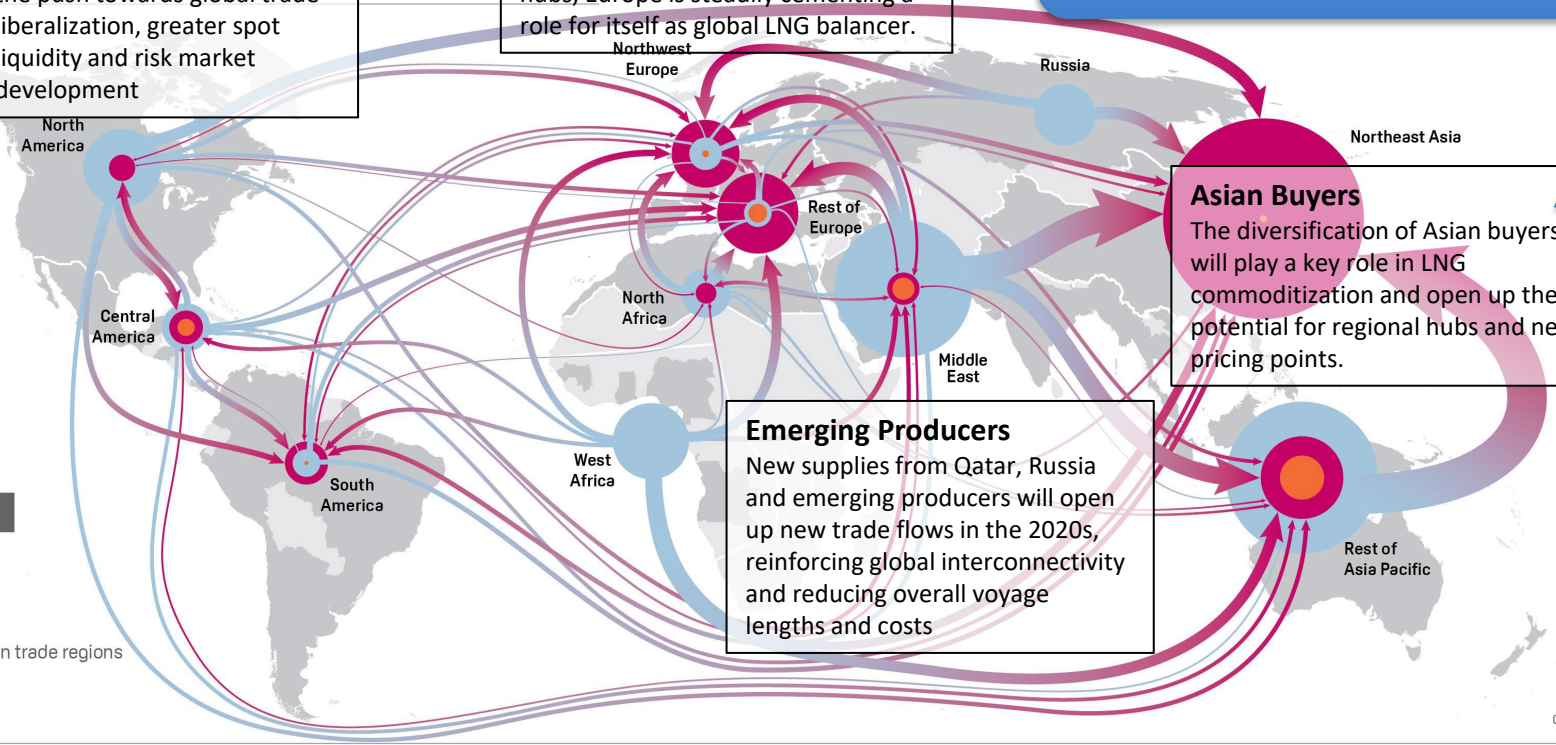 the push towards global trade
liberalization, greater spot
liquidity and risk market
development
hubs, Europe is steadily cementing a
role for itself as global LNG balancer.
Northwest
Europe
Russia
North
America
Northeast Asia
Asian Buyers
The diversification of Asian buyers
will play a key role in LNG
commoditization and open up the
potential for regional hubs and ne
pricing points.
Rest of
Europe
North
Africa
Central
America
Middle
East
Emerging Producers
New supplies from Qatar, Russia
and emerging producers will open
up new trade flows in the 2020s,
reinforcing global interconnectivity
and reducing overall voyage
lengths and costs
West
Africa
South
America
Rest of
Asia Pacific
n trade regions